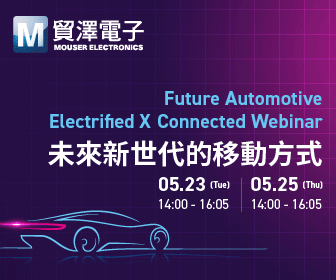 M 貿澤電子
MOUSER ELECTRONICS
Future Automotive
Electrified X Connected Webinar
未來新世代的移動方式
05.23 (Tue) 05.25 (Thu)
14:00 - 16:05 14:00 - 16:05